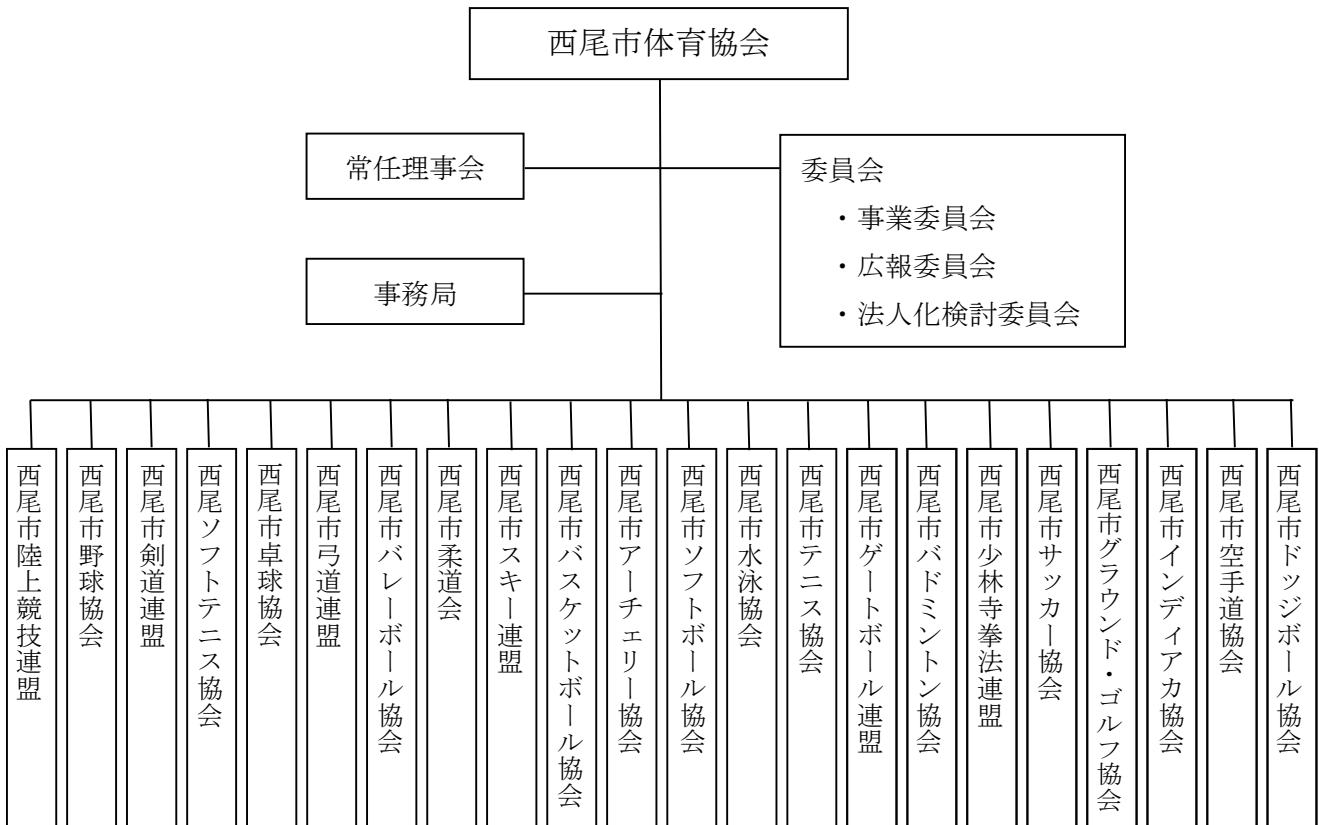 西尾市体育協会
常任理事会
委員会
・事業委員会
・広報委員会
・法人化検討委員会
事務局
西尾市陸上競技連盟
西尾市野球協会
西尾市剣道連盟
西尾ソフトテニス協会
西尾市卓球協会
西尾市弓道連盟
西尾市バレーボール協会
西尾市柔道会
西尾市スキー連盟
西尾市バスケットボール協会
西尾市アーチェリー協会
西尾市ソフトボール協会
西尾市水泳協会
西尾市テニス協会
西尾市ゲートボール連盟
西尾市バドミントン協会
西尾市少林寺拳法連盟
西尾市サッカー協会
西尾市グラウンド・ゴルフ協会
西尾市インディアカ協会
西尾市空手道協会
西尾市ドッジボール協会